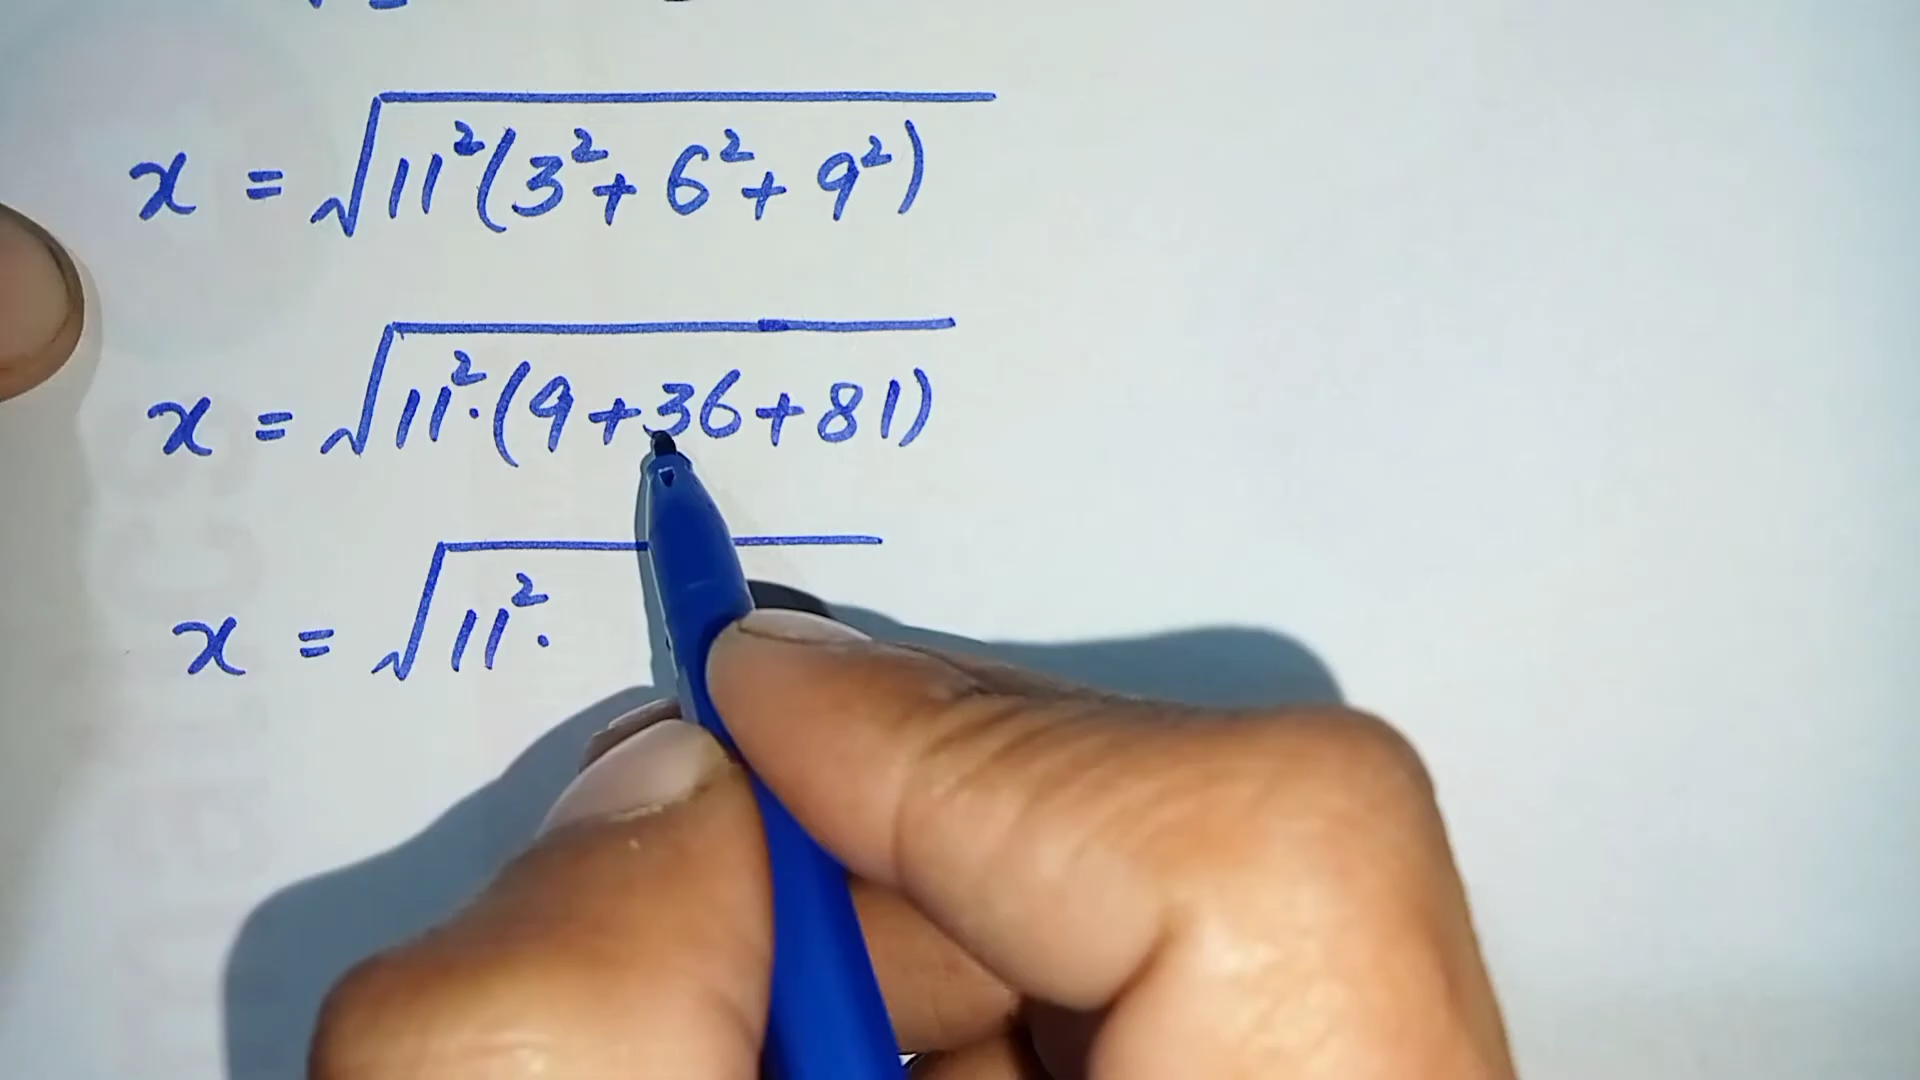 x = √11²(3²+6²+9²)
x = √11²·(9+36+81)
x = √11²·